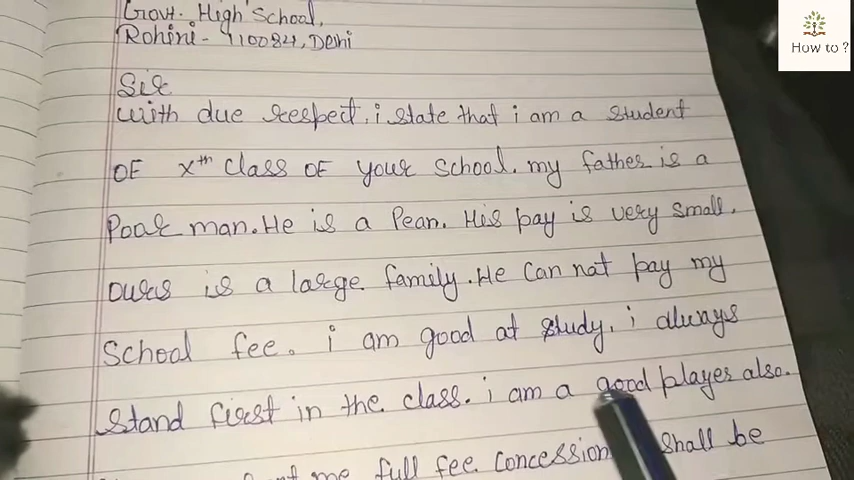 Govt. High School,
Rohini - 110084, Delhi
How to ?
Sir
with due respect, i state that i am a student
OF xth class OF your school. my father is a
Poor man. He is a Pean. His pay is very small.
ours is a large family. He can not pay my
School fee. i am good at study, i always
stand first in the class. i am a good player also.
me full fee concession shall be